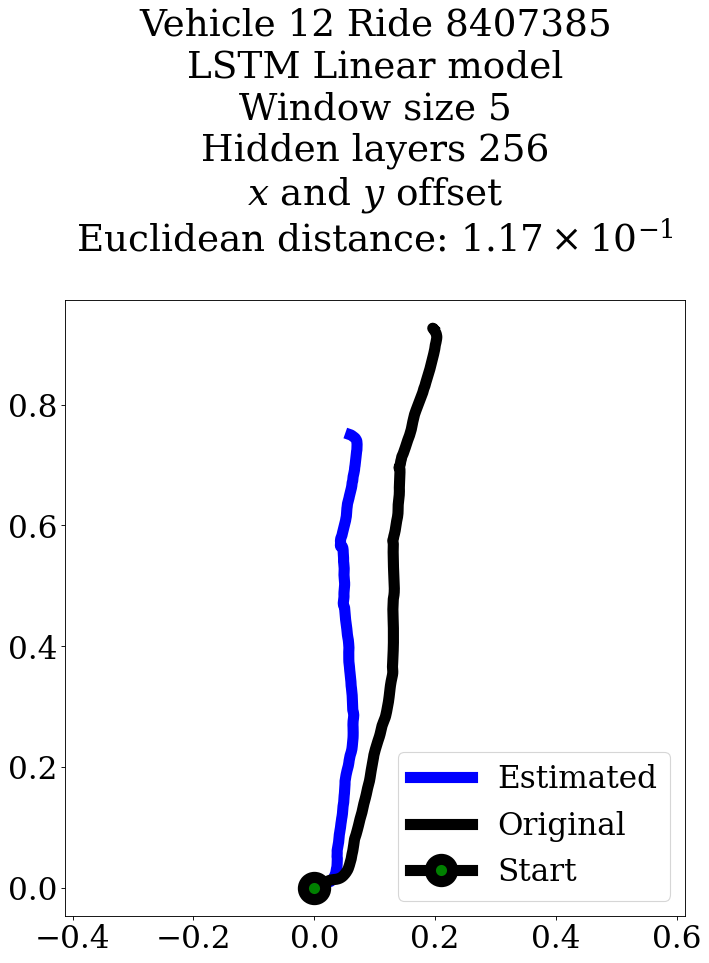 Vehicle 12 Ride 8407385
LSTM Linear model
Window size 5
Hidden layers 256
x and y offset
Euclidean distance: 1.17 × 10⁻¹
0.8
0.6
0.4
0.2
0.0
Estimated
Original
Start
−0.4 −0.2 0.0 0.2 0.4 0.6